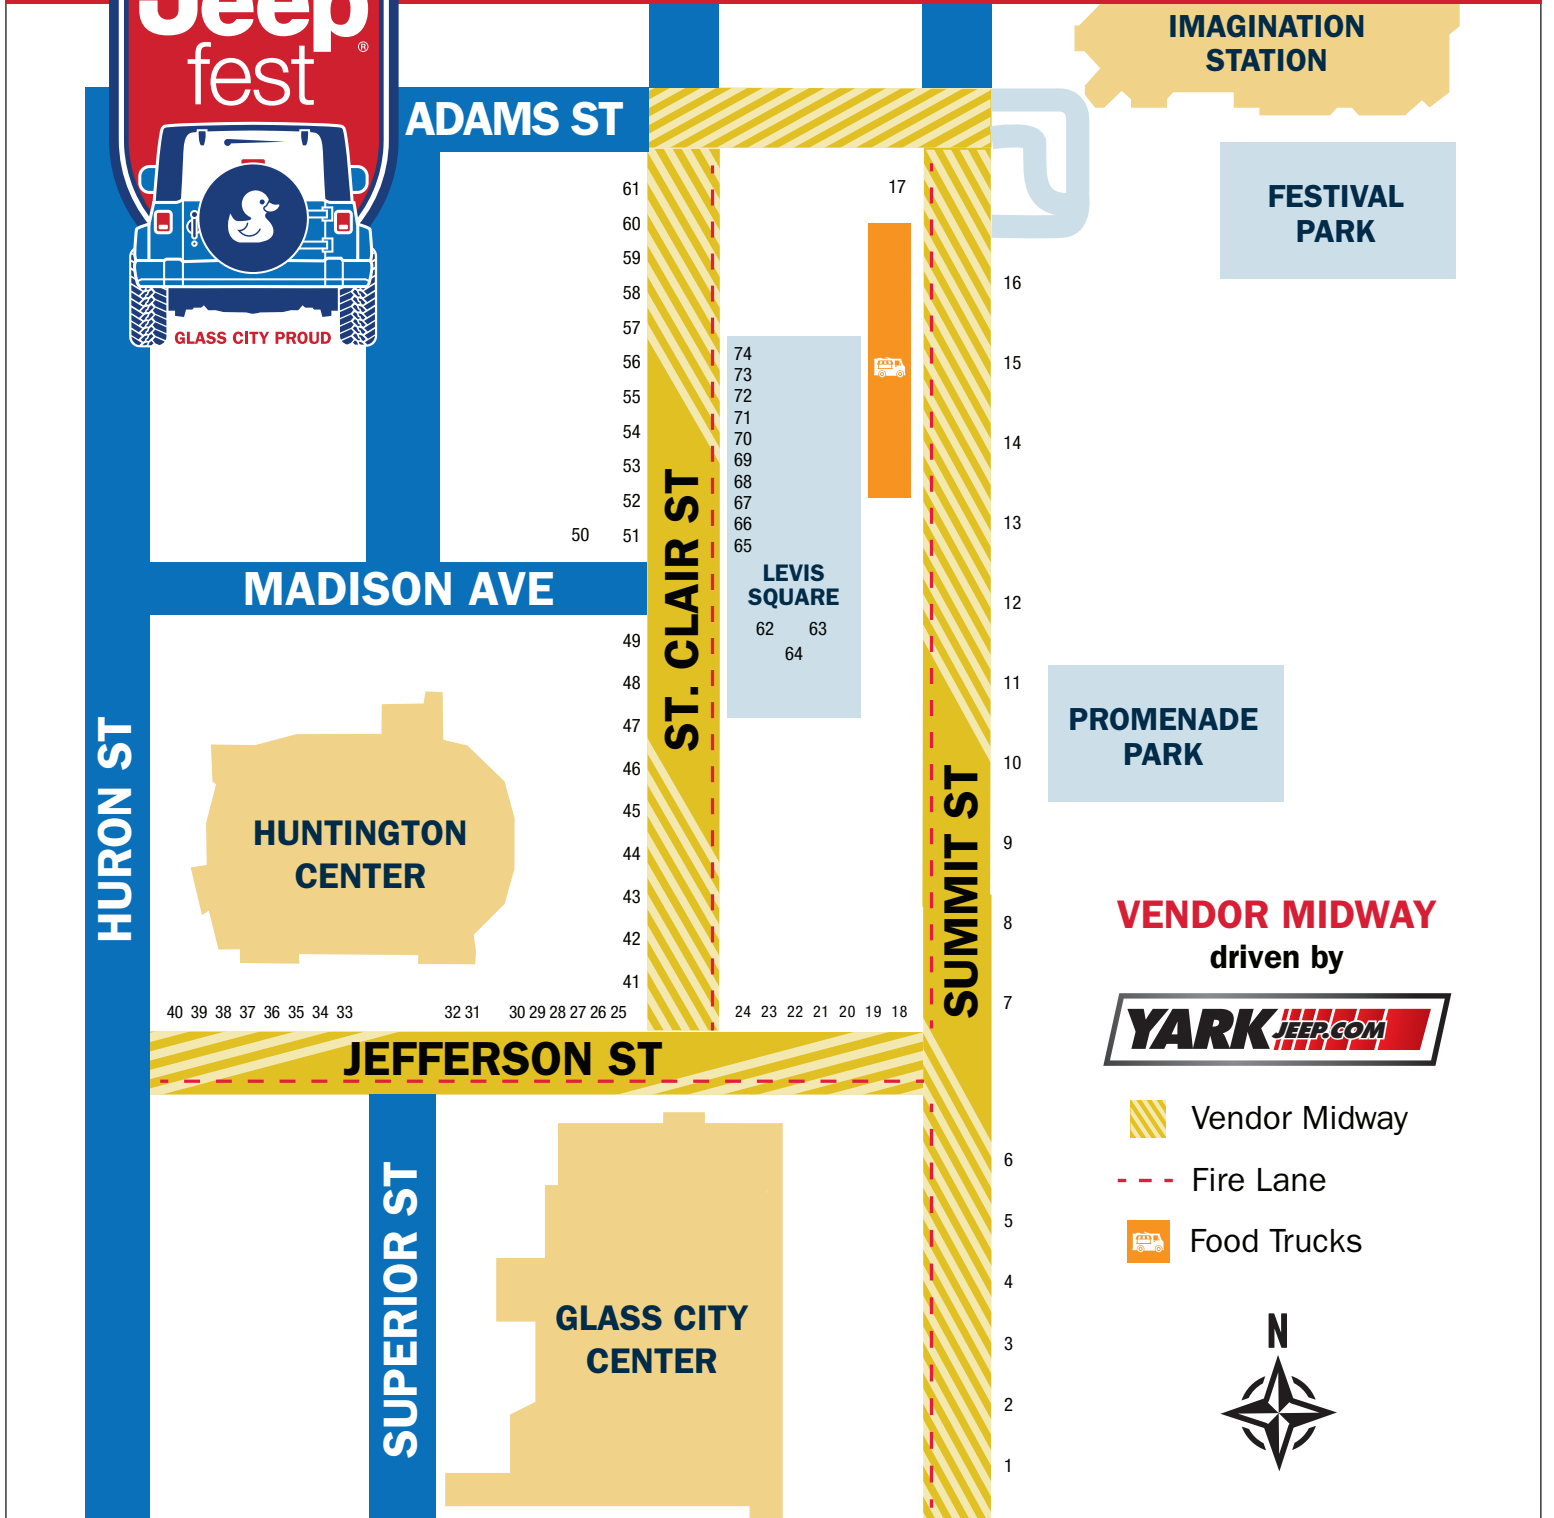 Jeep
®
fest
GLASS CITY PROUD
IMAGINATION
STATION
ADAMS ST
FESTIVAL
PARK
61
60
59
58
57
56
55
54
53
52
50 51
17
16
15
14
13
12
11
10
9
8
7
74
73
72
71
70
69
68
67
66
65
LEVIS
SQUARE
62 63
64
MADISON AVE
ST. CLAIR ST
49
48
47
46
45
44
43
42
41
HURON ST
HUNTINGTON
CENTER
PROMENADE
PARK
SUMMIT ST
40 39 38 37 36 35 34 33 32 31 30 29 28 27 26 25 24 23 22 21 20 19 18
JEFFERSON ST
VENDOR MIDWAY
driven by
YARK JEEP.COM
Vendor Midway
Fire Lane
Food Trucks
SUPERIOR ST
GLASS CITY
CENTER
6
5
4
3
2
1
N